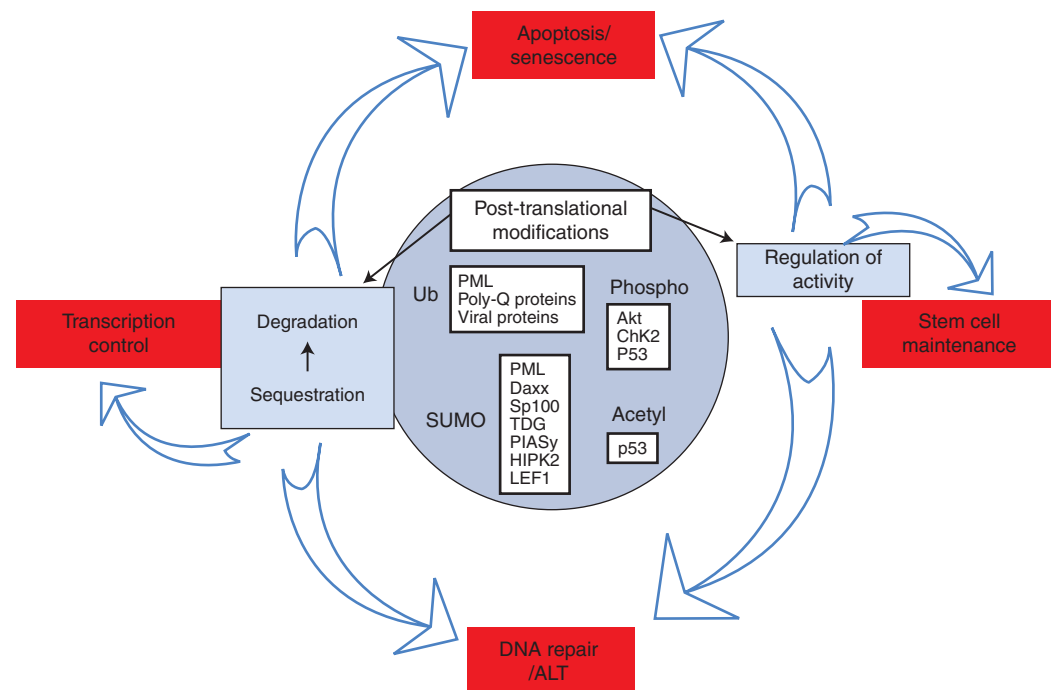 Apoptosis/
senescence
Post-translational
modifications
Regulation of
activity
Ub
PML
Poly-Q proteins
Viral proteins
Phospho
Akt
ChK2
P53
Transcription
control
Degradation
Sequestration
Stem cell
maintenance
SUMO
PML
Daxx
Sp100
TDG
PIASy
HIPK2
LEF1
Acetyl
p53
DNA repair
/ALT